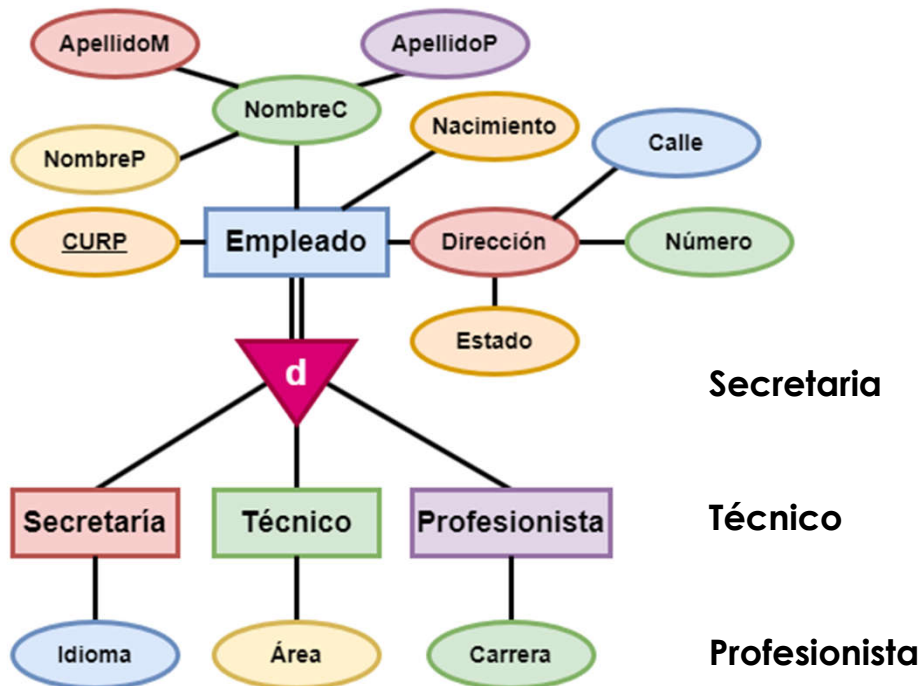 ApellidoM
ApellidoP
NombreC
Nacimiento
Calle
NombreP
CURP
Empleado
Dirección
Número
Estado
d
Secretaria
Secretaría
Técnico
Profesionista
Técnico
Idioma
Área
Carrera
Profesionista